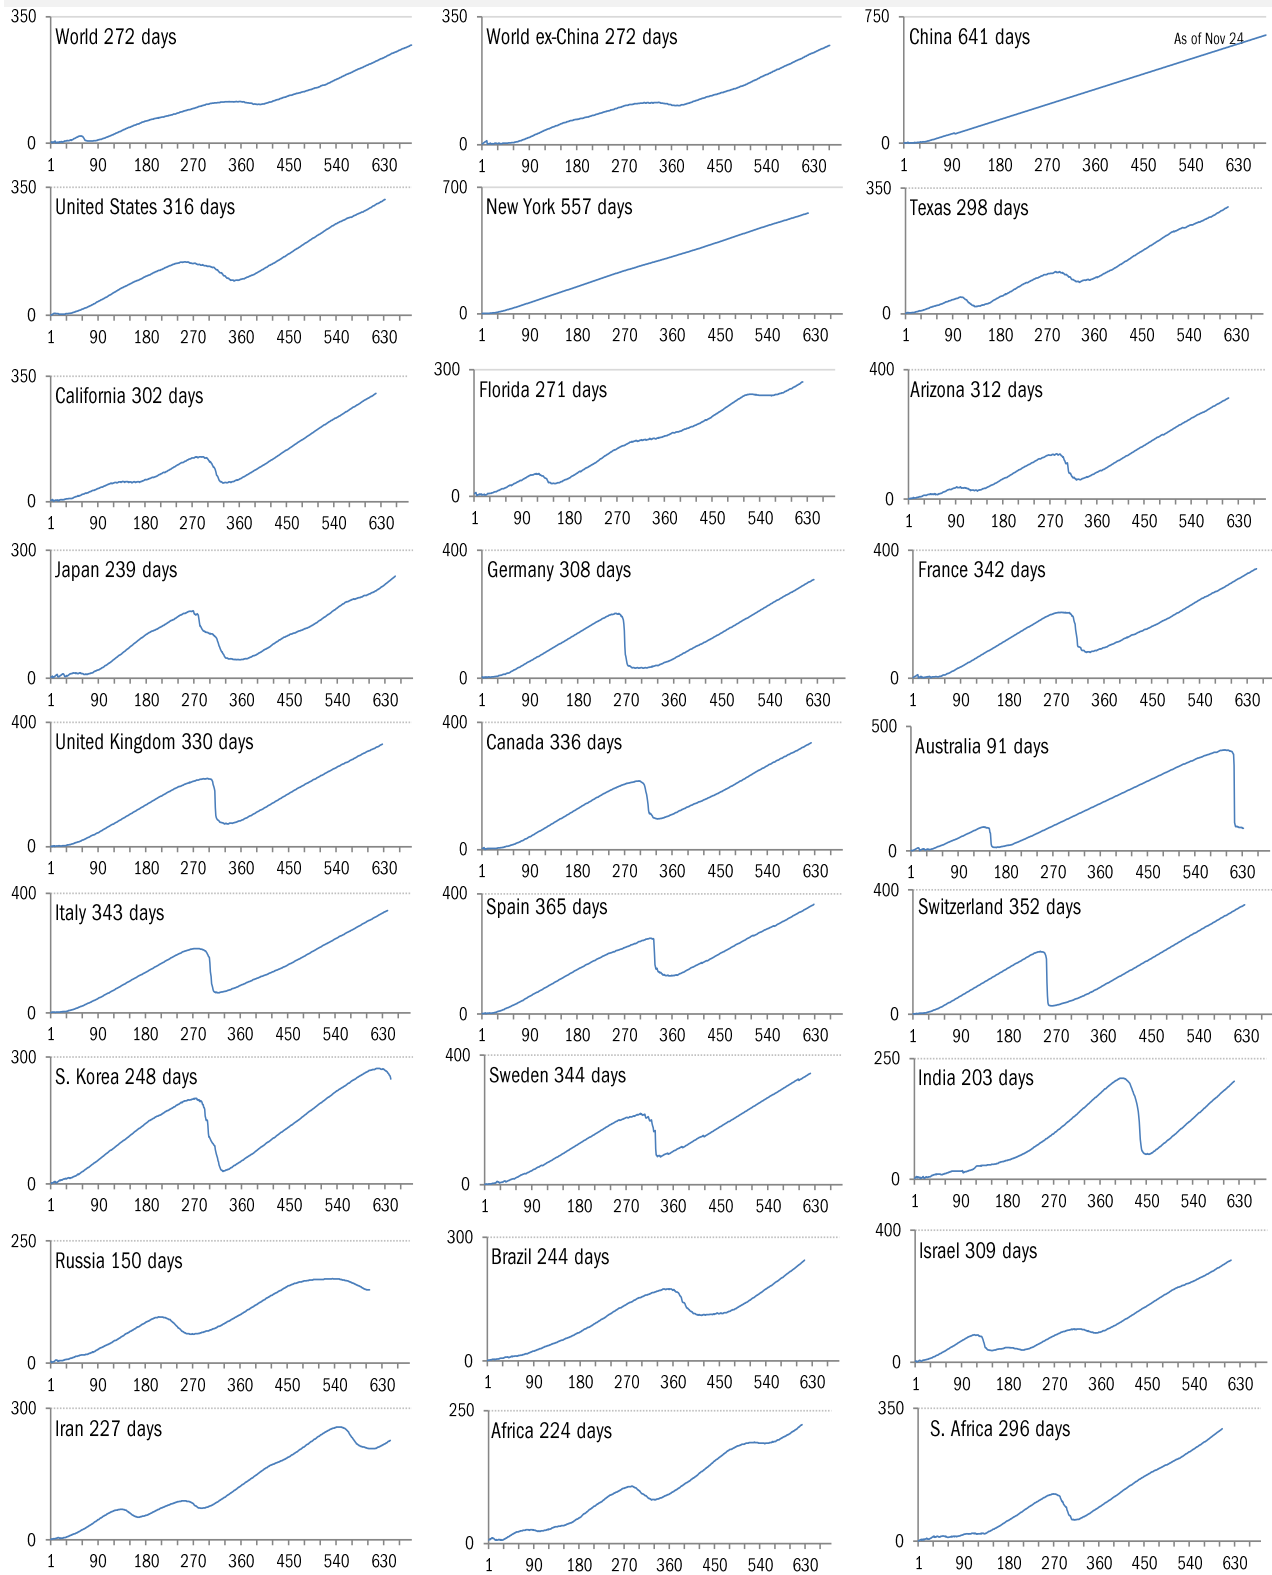 350
World 272 days
0
1 90 180 270 360 450 540 630
350
World ex-China 272 days
0
1 90 180 270 360 450 540 630
750
China 641 days
As of Nov 24
0
1 90 180 270 360 450 540 630
350
United States 316 days
0
1 90 180 270 360 450 540 630
700
New York 557 days
0
1 90 180 270 360 450 540 630
350
Texas 298 days
0
1 90 180 270 360 450 540 630
350
California 302 days
0
1 90 180 270 360 450 540 630
300
Florida 271 days
0
1 90 180 270 360 450 540 630
400
Arizona 312 days
0
1 90 180 270 360 450 540 630
300
Japan 239 days
0
1 90 180 270 360 450 540 630
400
Germany 308 days
0
1 90 180 270 360 450 540 630
400
France 342 days
0
1 90 180 270 360 450 540 630
400
United Kingdom 330 days
0
1 90 180 270 360 450 540 630
400
Canada 336 days
0
1 90 180 270 360 450 540 630
500
Australia 91 days
0
1 90 180 270 360 450 540 630
400
Italy 343 days
0
1 90 180 270 360 450 540 630
400
Spain 365 days
0
1 90 180 270 360 450 540 630
400
Switzerland 352 days
0
1 90 180 270 360 450 540 630
300
S. Korea 248 days
0
1 90 180 270 360 450 540 630
400
Sweden 344 days
0
1 90 180 270 360 450 540 630
250
India 203 days
0
1 90 180 270 360 450 540 630
250
Russia 150 days
0
1 90 180 270 360 450 540 630
300
Brazil 244 days
0
1 90 180 270 360 450 540 630
400
Israel 309 days
0
1 90 180 270 360 450 540 630
300
Iran 227 days
0
1 90 180 270 360 450 540 630
250
Africa 224 days
0
1 90 180 270 360 450 540 630
350
S. Africa 296 days
0
1 90 180 270 360 450 540 630